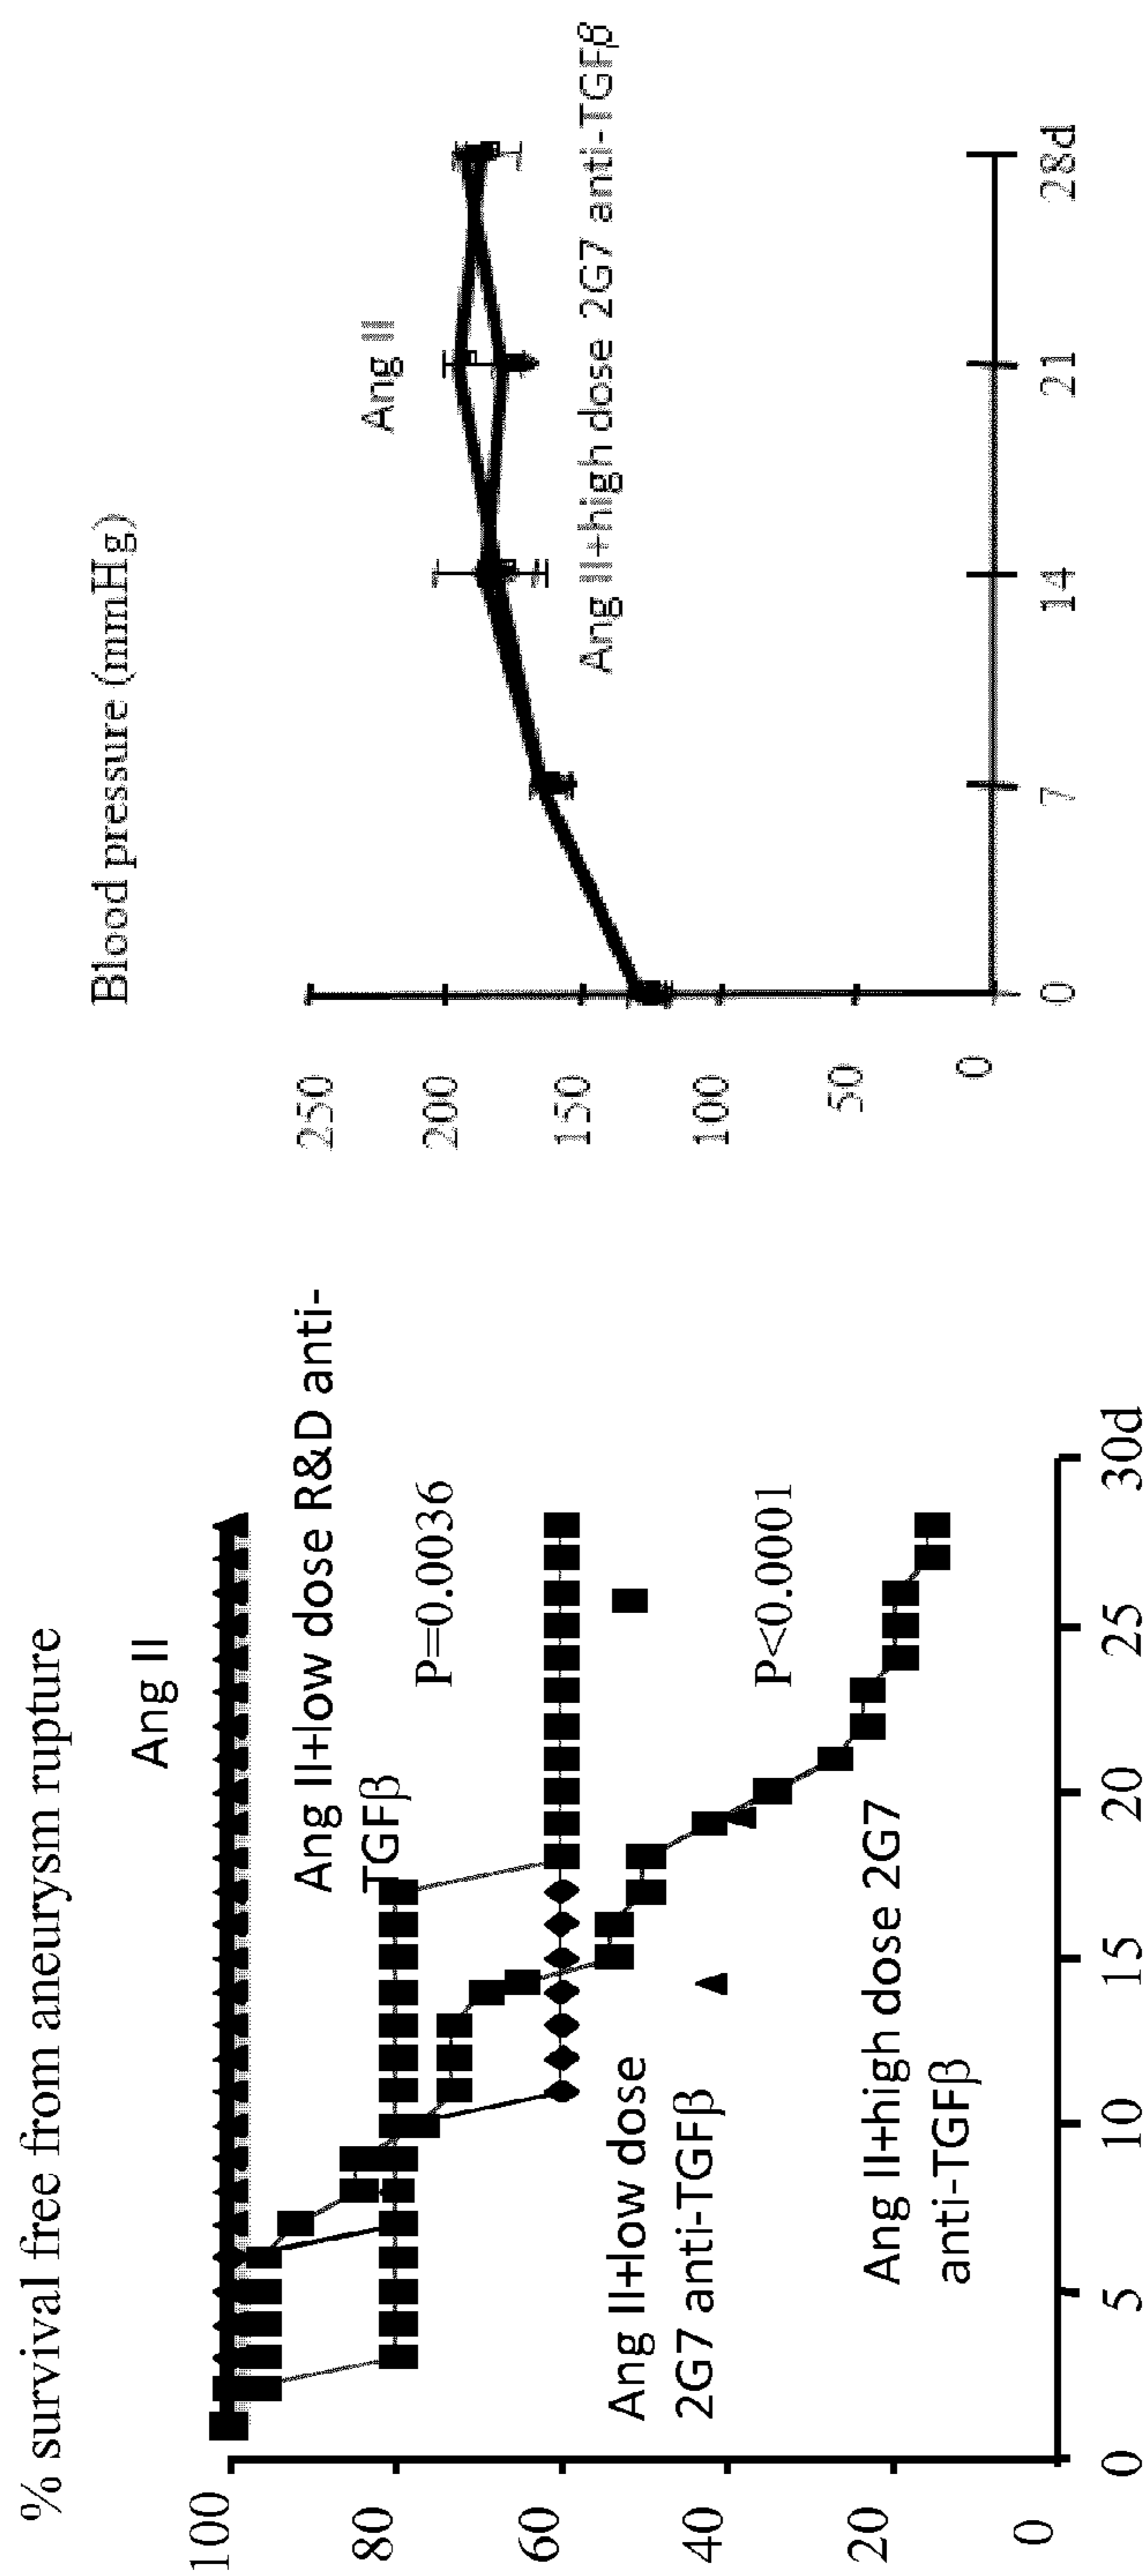 % survival free from aneurysm rupture
Ang II
Ang II+low dose R&D anti-
TGFβ
P=0.0036
P<0.0001
Ang II+low dose
2G7 anti-TGFβ
Ang II+high dose 2G7
anti-TGFβ
100
80
60
40
20
0
0 5 10 15 20 25 30d
Blood pressure (mmHg)
Ang II
Ang II+high dose 2G7 anti-TGFβ
250
200
150
100
50
0
0 7 14 21 28d